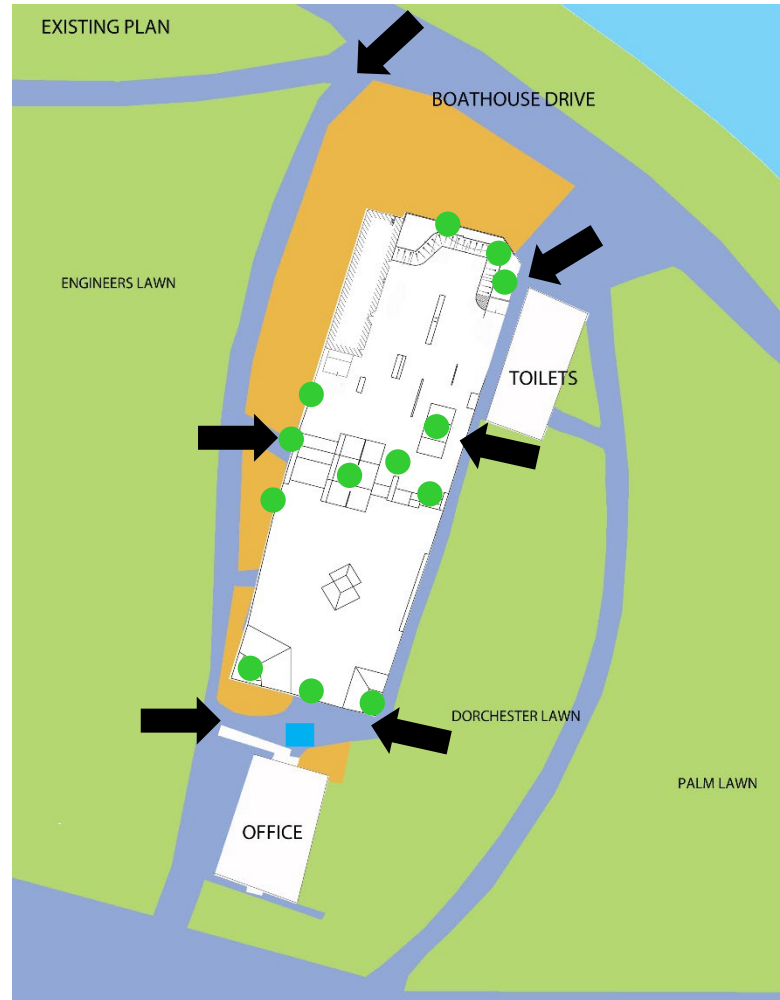 EXISTING PLAN
BOATHOUSE DRIVE
ENGINEERS LAWN
TOILETS
DORCHESTER LAWN
PALM LAWN
OFFICE